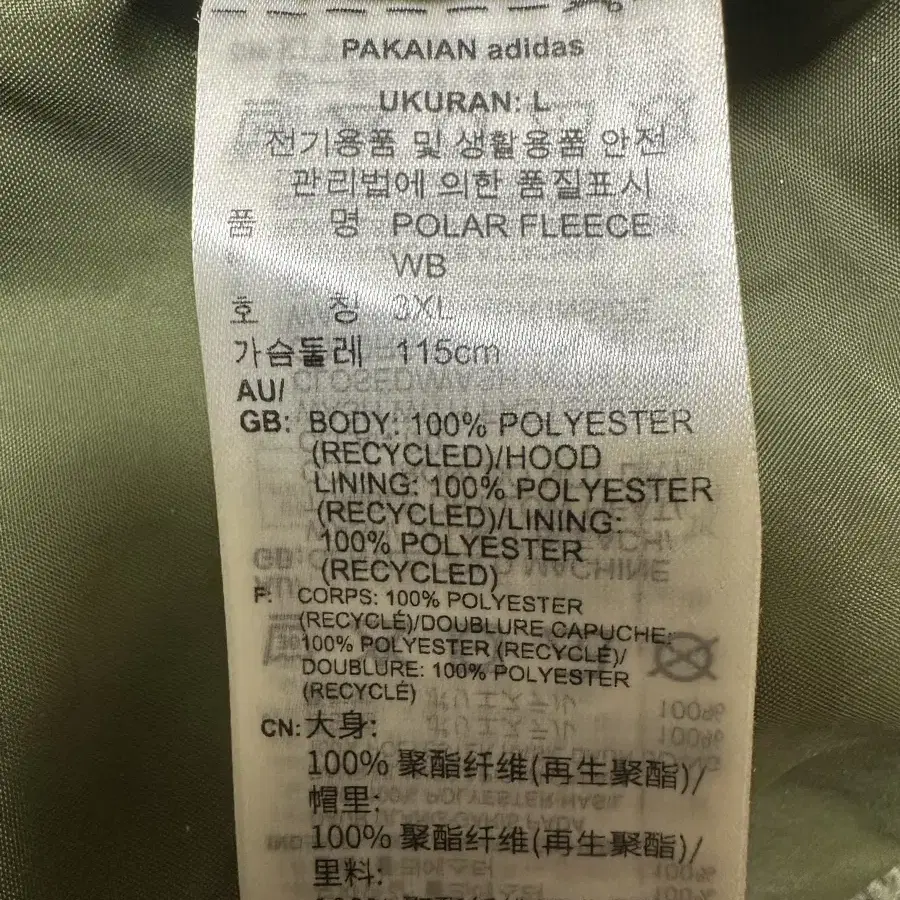 PAKAIAN adidas
UKURAN: L
전기용품 및 생활용품 안전
관리법에 의한 품질표시
품 명 POLAR FLEECE
WB
호 칭 3XL
가슴둘레 115cm
AU/
GB: BODY: 100% POLYESTER
(RECYCLED)/HOOD
LINING: 100% POLYESTER
(RECYCLED)/LINING:
100% POLYESTER
(RECYCLED)
F: CORPS: 100% POLYESTER
(RECYCLÉ)/DOUBLURE CAPUCHE:
100% POLYESTER (RECYCLÉ)/
DOUBLURE: 100% POLYESTER
(RECYCLÉ)
CN: 大身:
100% 聚酯纤维(再生聚酯)/
帽里:
100% 聚酯纤维(再生聚酯)/
里料: